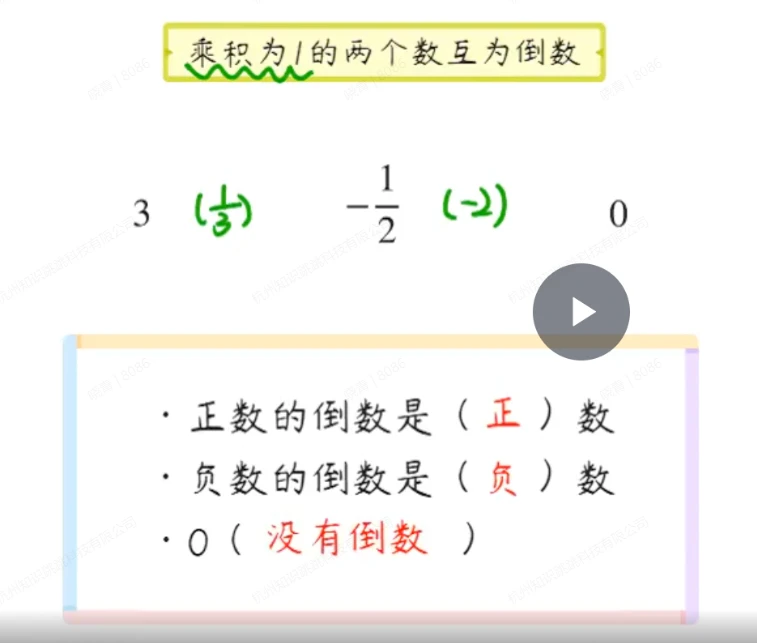 乘积为1的两个数互为倒数
3 (1/3) -1/2 (-2) 0
·正数的倒数是（正）数
·负数的倒数是（负）数
·0（没有倒数）